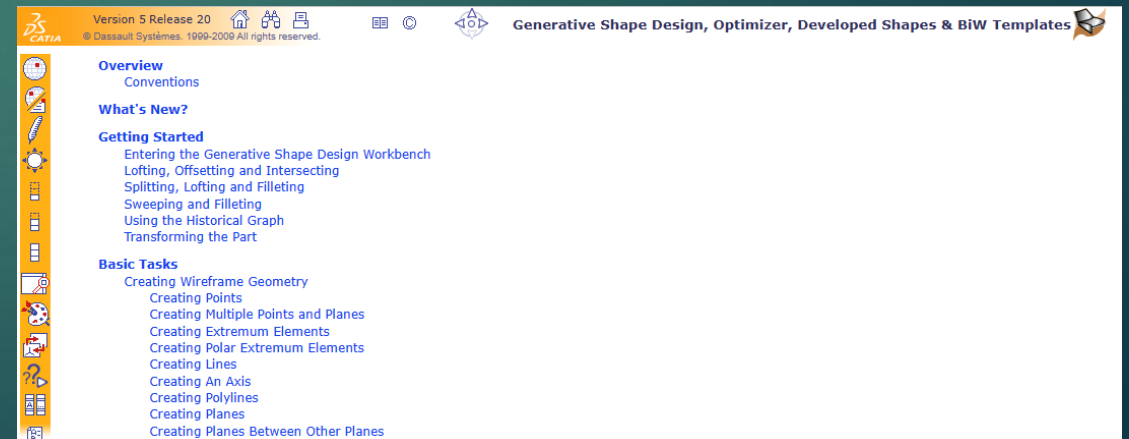 Version 5 Release 20
© Dassault Systèmes. 1999-2009 All rights reserved.
CATIA
Generative Shape Design, Optimizer, Developed Shapes & BiW Templates
Overview
Conventions
What's New?
Getting Started
Entering the Generative Shape Design Workbench
Lofting, Offsetting and Intersecting
Splitting, Lofting and Filleting
Sweeping and Filleting
Using the Historical Graph
Transforming the Part
Basic Tasks
Creating Wireframe Geometry
Creating Points
Creating Multiple Points and Planes
Creating Extremum Elements
Creating Polar Extremum Elements
Creating Lines
Creating An Axis
Creating Polylines
Creating Planes
Creating Planes Between Other Planes